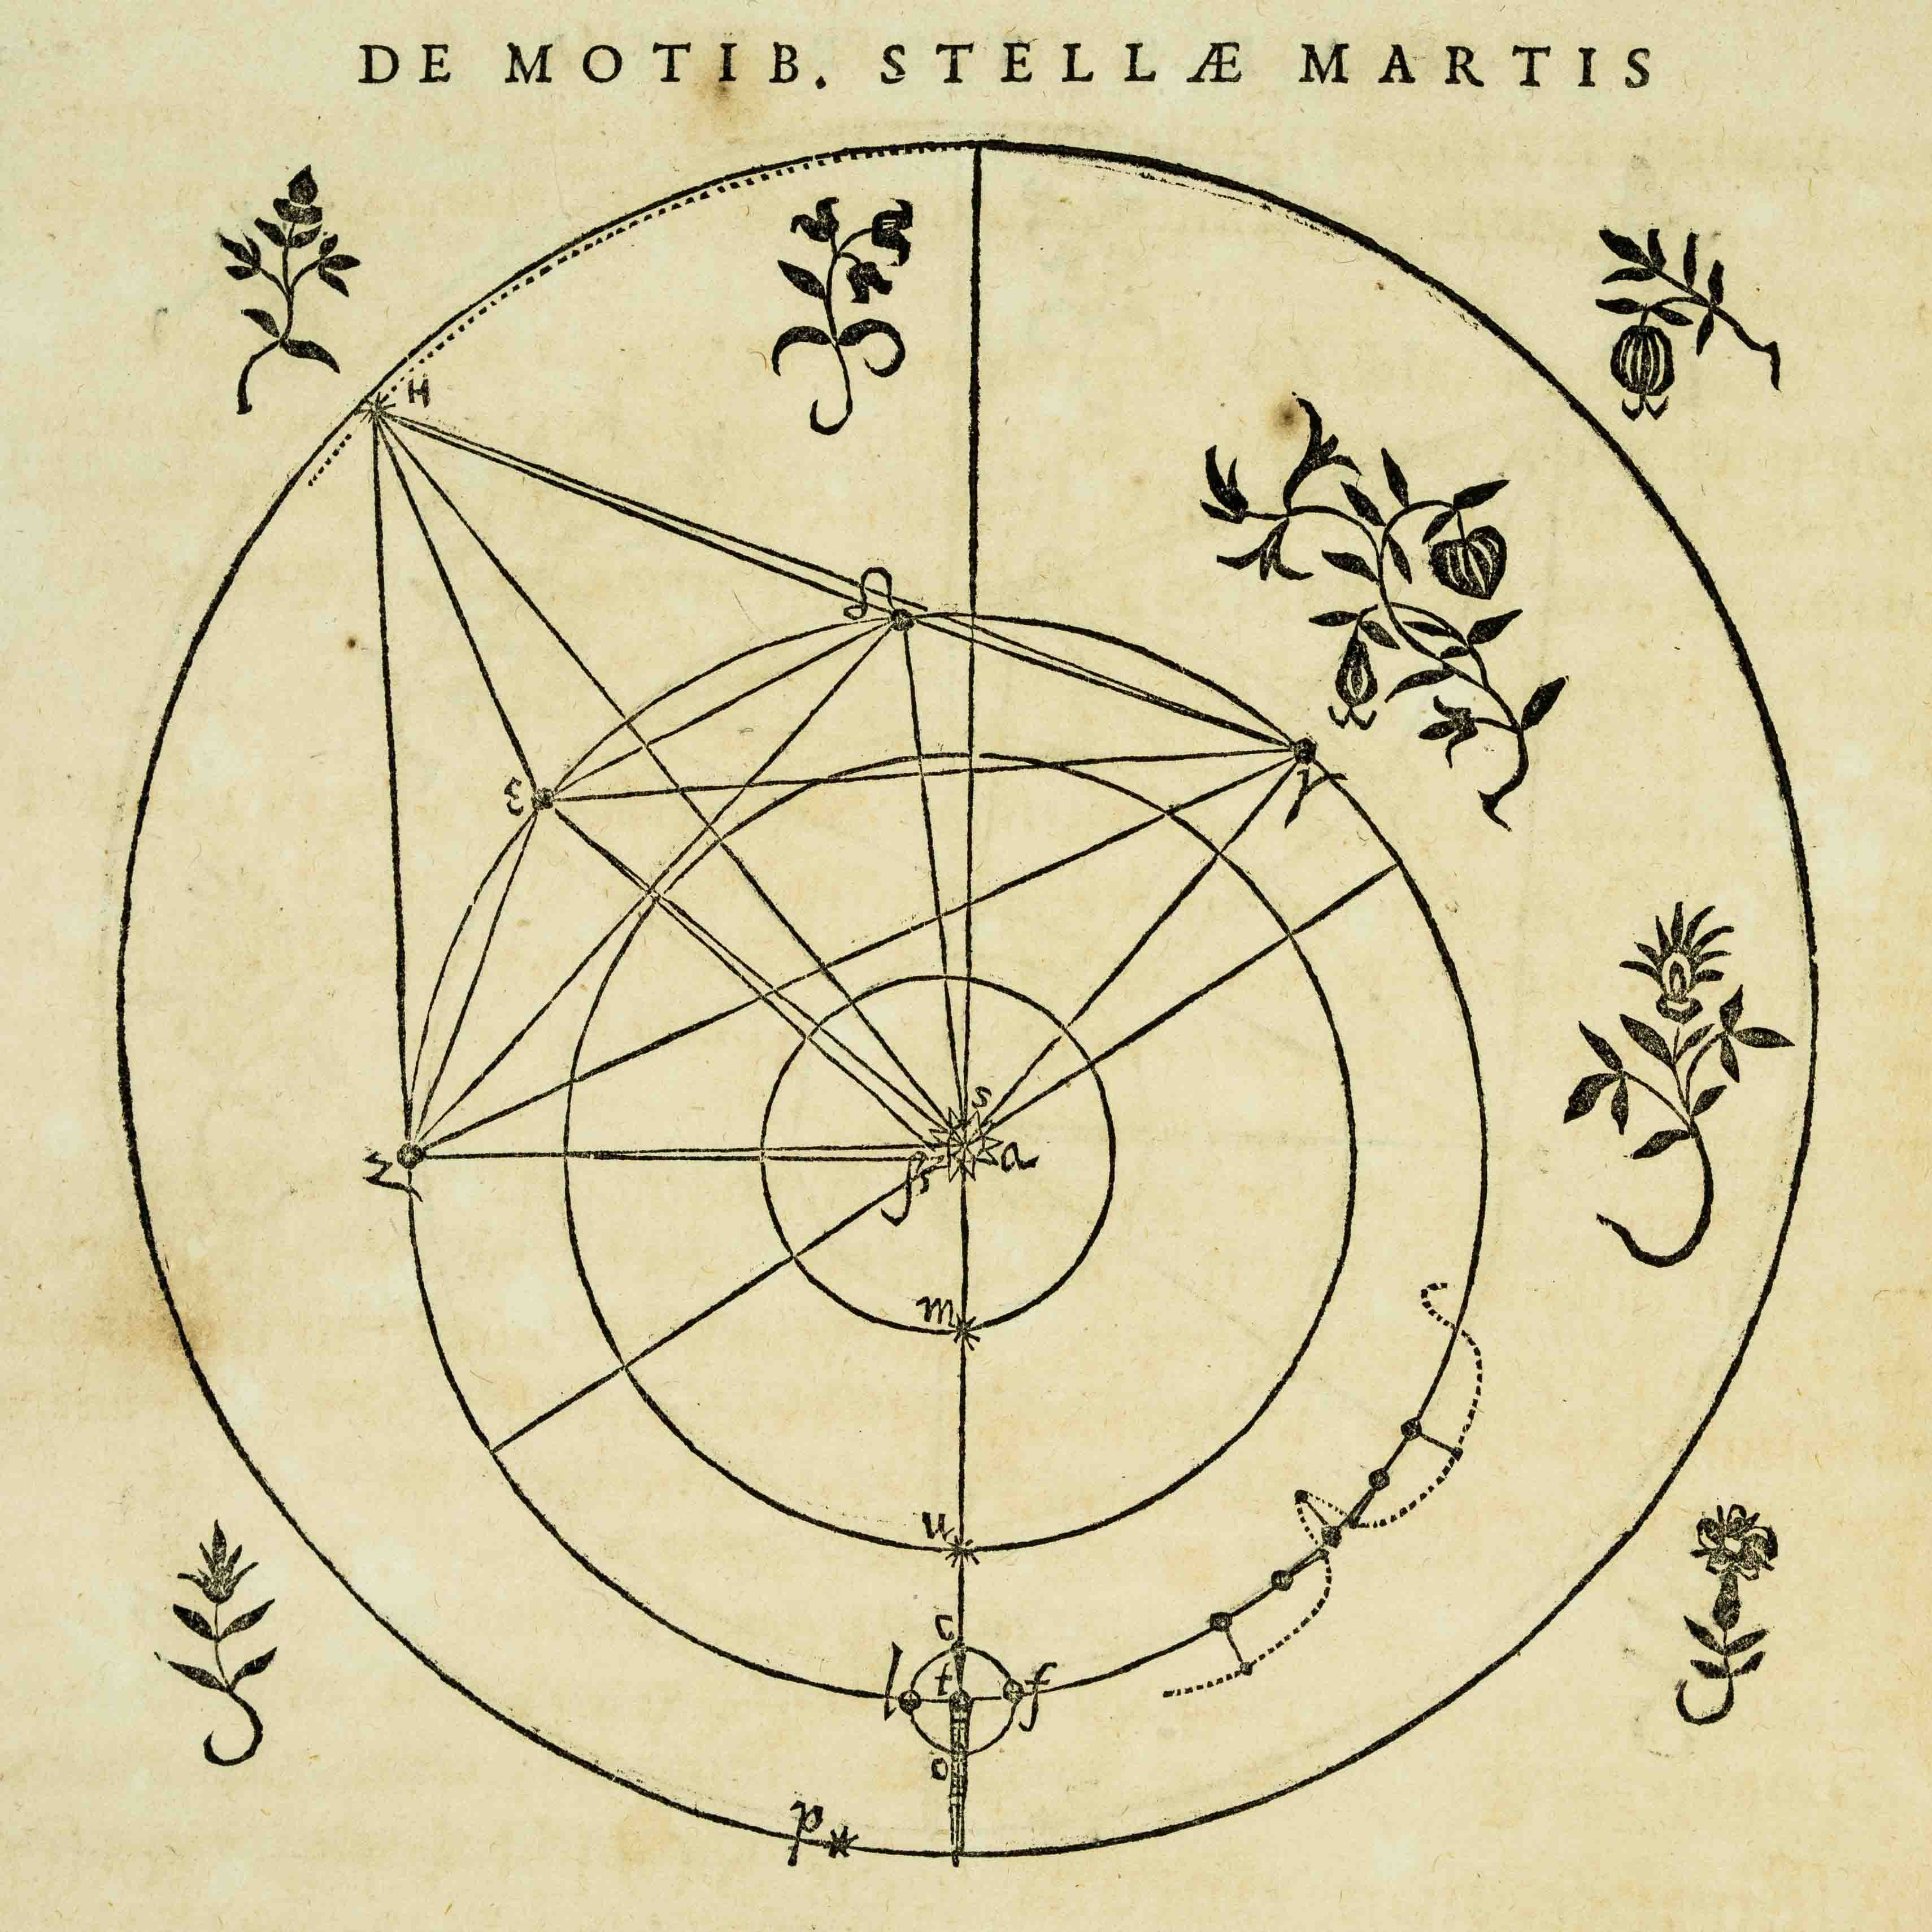 DE MOTIB. STELLÆ MARTIS
H
δ
ε
γ
s
ζ
β
a
m
u
c
l
t
f
o
p